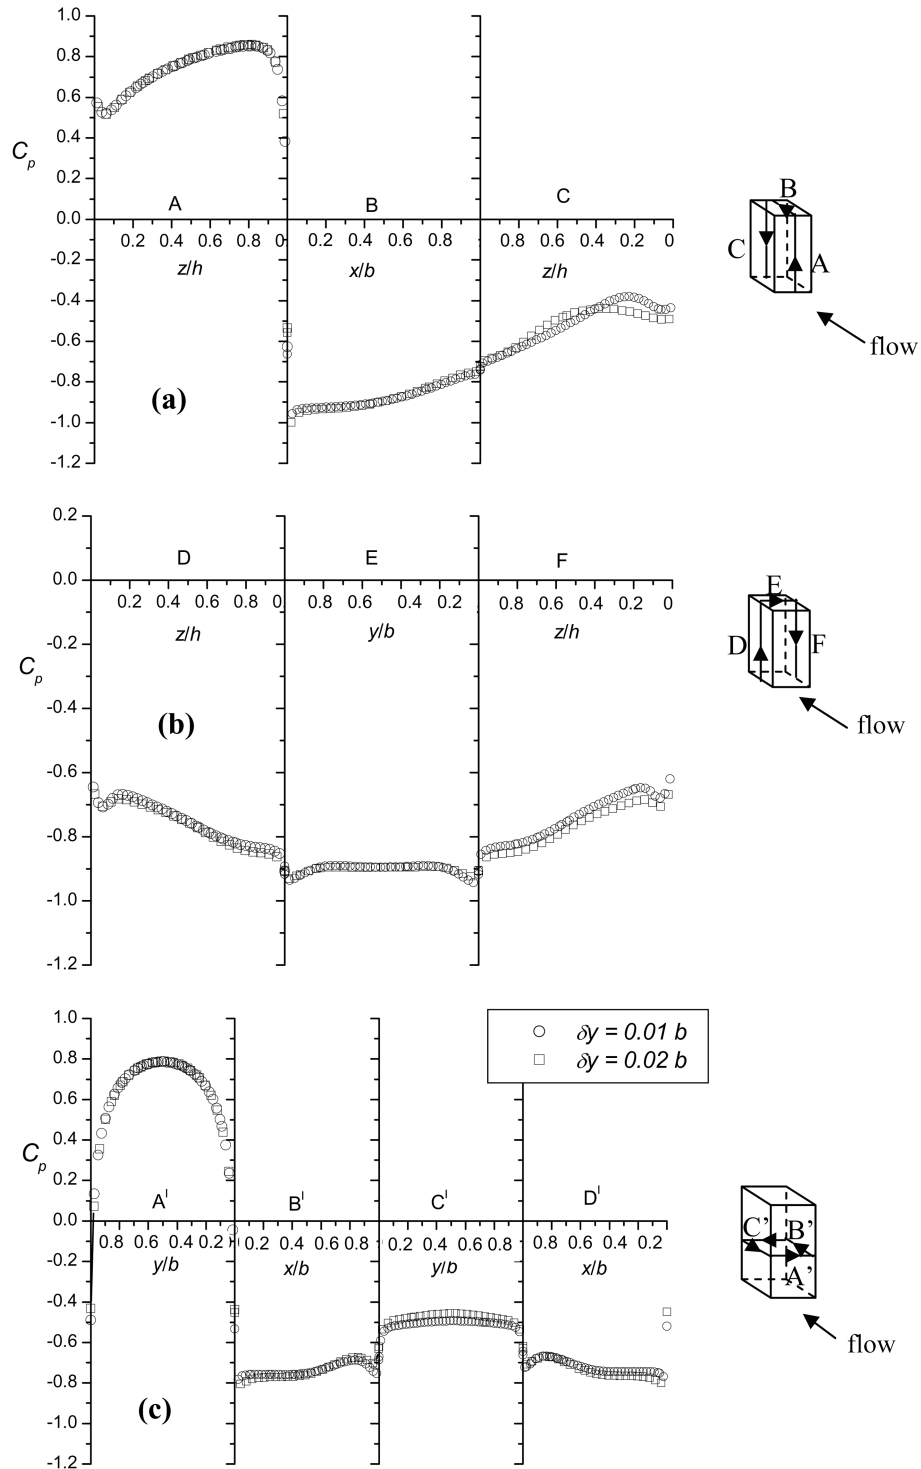 1.0
0.8
0.6
0.4
0.2
0.0
-0.2
-0.4
-0.6
-0.8
-1.0
-1.2
Cp
A
B
C
0.2 0.4 0.6 0.8 0
0.2 0.4 0.6 0.8
0.8 0.6 0.4 0.2 0
z/h
x/b
z/h
(a)
B
C
A
flow
0.2
0.0
-0.2
-0.4
-0.6
-0.8
-1.0
-1.2
Cp
D
E
F
0.2 0.4 0.6 0.8
0.8 0.6 0.4 0.2
0.8 0.6 0.4 0.2 0
z/h
y/b
z/h
(b)
E
D
F
flow
δy = 0.01 b
δy = 0.02 b
1.0
0.8
0.6
0.4
0.2
0.0
-0.2
-0.4
-0.6
-0.8
-1.0
-1.2
Cp
A'
B'
C'
D'
0.8 0.6 0.4 0.2
0.2 0.4 0.6 0.8
0.2 0.4 0.6 0.8
0.8 0.6 0.4 0.2
y/b
x/b
y/b
x/b
(c)
C'
B'
A'
flow